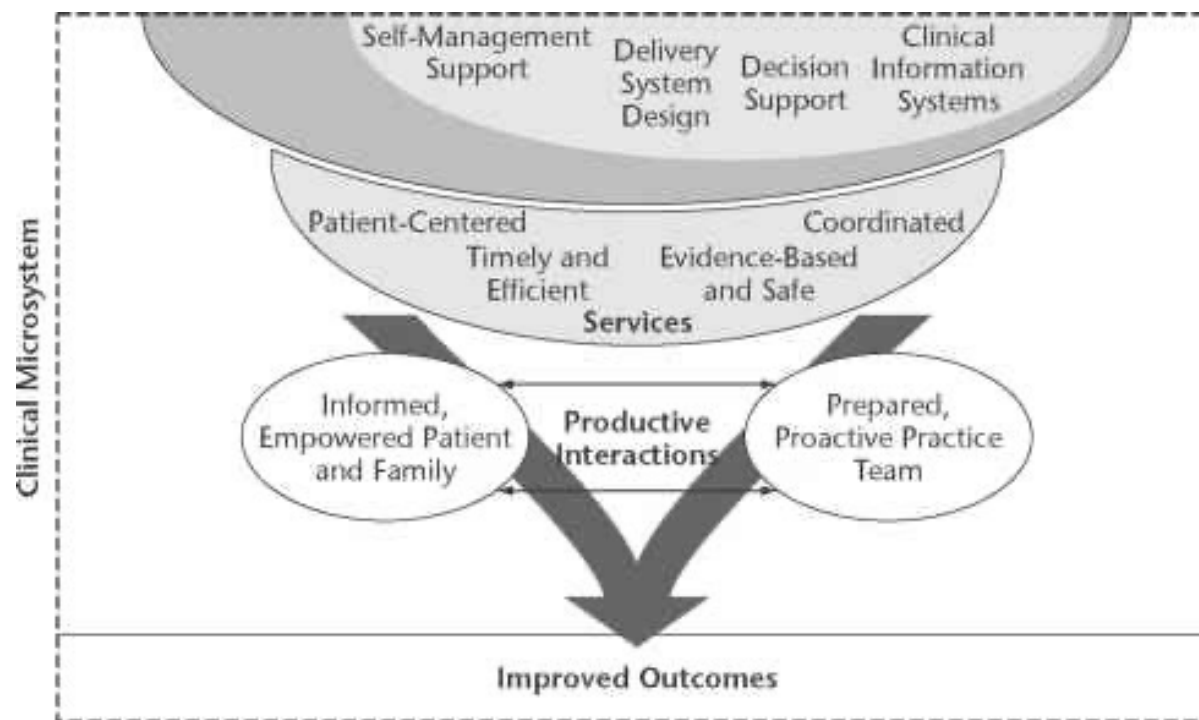 Self-Management
Support
Delivery
System
Design
Decision
Support
Clinical
Information
Systems
Patient-Centered
Timely and
Efficient
Evidence-Based
and Safe
Coordinated
Services
Clinical Microsystem
Informed,
Empowered Patient
and Family
Productive
Interactions
Prepared,
Proactive Practice
Team
Improved Outcomes